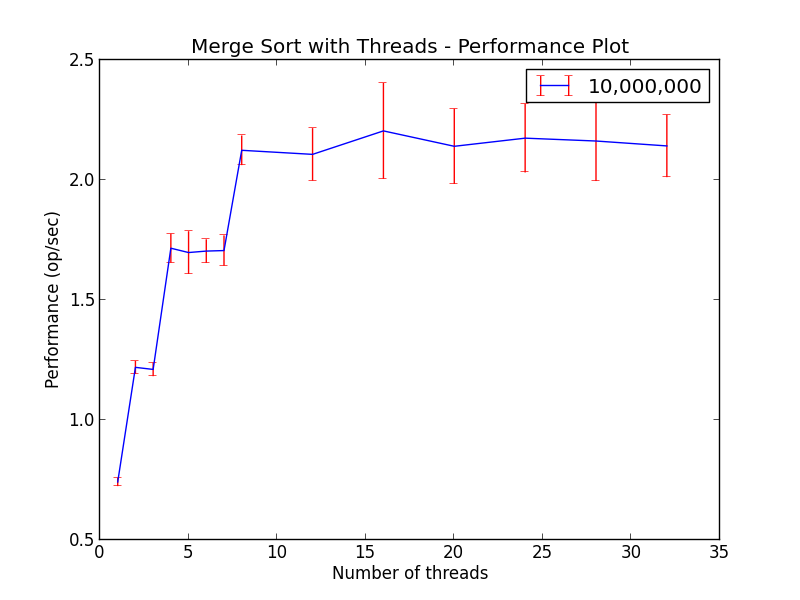 Merge Sort with Threads - Performance Plot
10,000,000
2.5
2.0
1.5
1.0
0.5
Performance (op/sec)
0 5 10 15 20 25 30 35
Number of threads